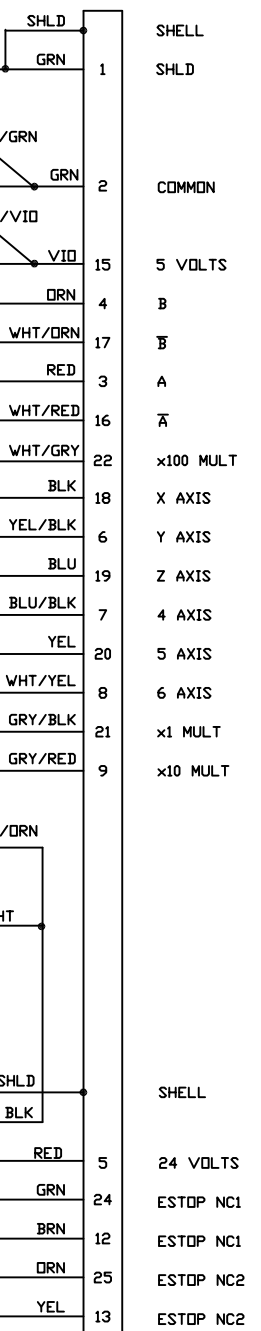 SHLD SHELL
GRN 1 SHLD
/GRN
GRN 2 COMMON
/VIO
VIO 15 5 VOLTS
ORN 4 B
WHT/ORN 17 B̅
RED 3 A
WHT/RED 16 A̅
WHT/GRY 22 x100 MULT
BLK 18 X AXIS
YEL/BLK 6 Y AXIS
BLU 19 Z AXIS
BLU/BLK 7 4 AXIS
YEL 20 5 AXIS
WHT/YEL 8 6 AXIS
GRY/BLK 21 x1 MULT
GRY/RED 9 x10 MULT
/ORN
HT
SHLD SHELL
BLK
RED 5 24 VOLTS
GRN 24 ESTOP NC1
BRN 12 ESTOP NC1
ORN 25 ESTOP NC2
YEL 13 ESTOP NC2